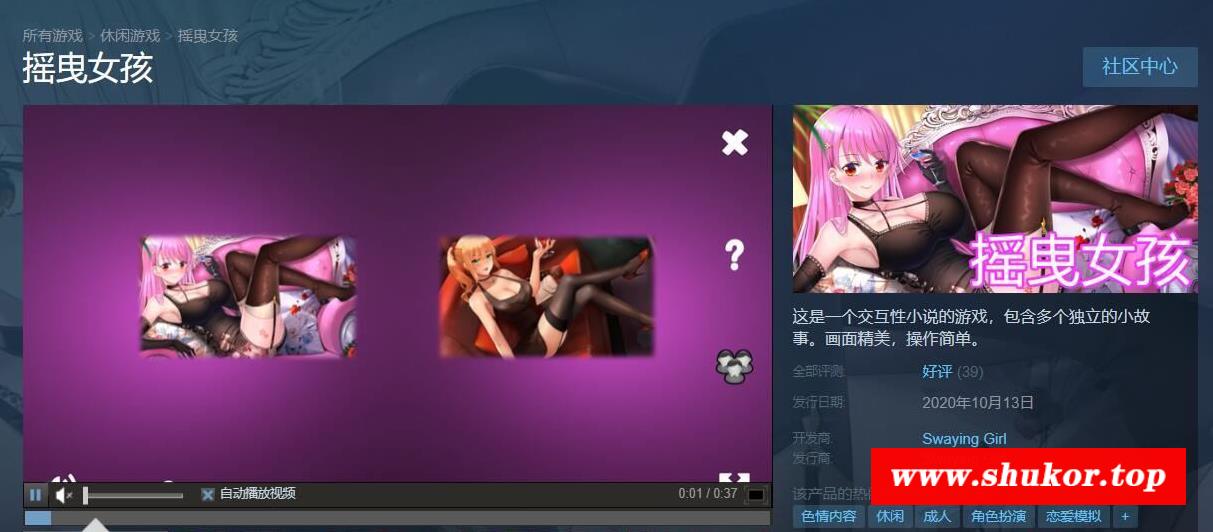 所有游戏 > 休闲游戏 > 摇曳女孩
摇曳女孩
社区中心
?
摇曳女孩
这是一个交互性小说的游戏，包含多个独立的小故
事。画面精美，操作简单。
全部评测:
好评 (39)
发行日期:
2020年10月13日
开发商:
Swaying Girl
发行商:
www.shukor.top
自动播放视频
0:01 / 0:37
该产品的热
色情内容 休闲 成人 角色扮演 恋爱模拟 +